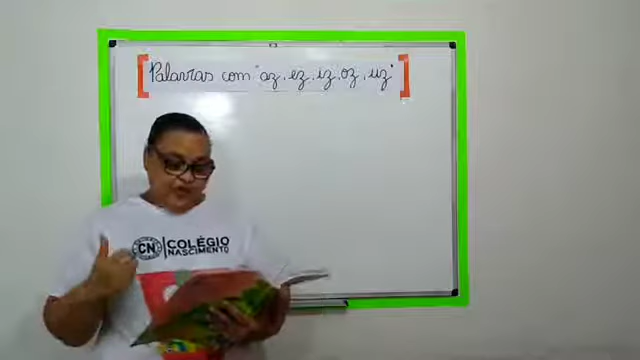 Palavras com "az, ez, iz, oz, uz"
CN COLÉGIO
NASCIMENTO